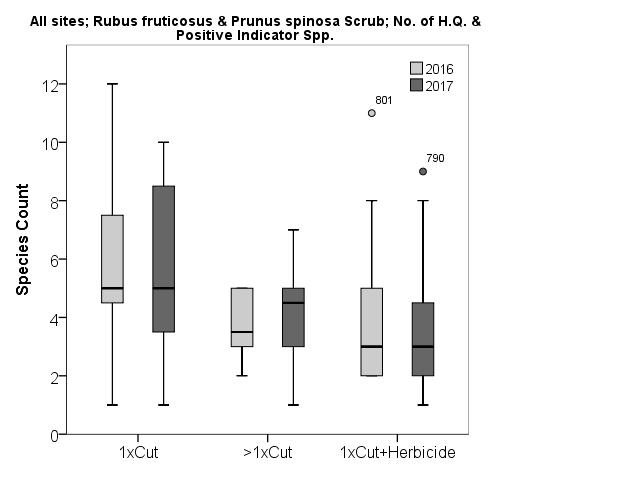 All sites; Rubus fruticosus & Prunus spinosa Scrub; No. of H.Q. &
Positive Indicator Spp.
2016
2017
801
790
Species Count
12
10
8
6
4
2
0
1xCut
>1xCut
1xCut+Herbicide